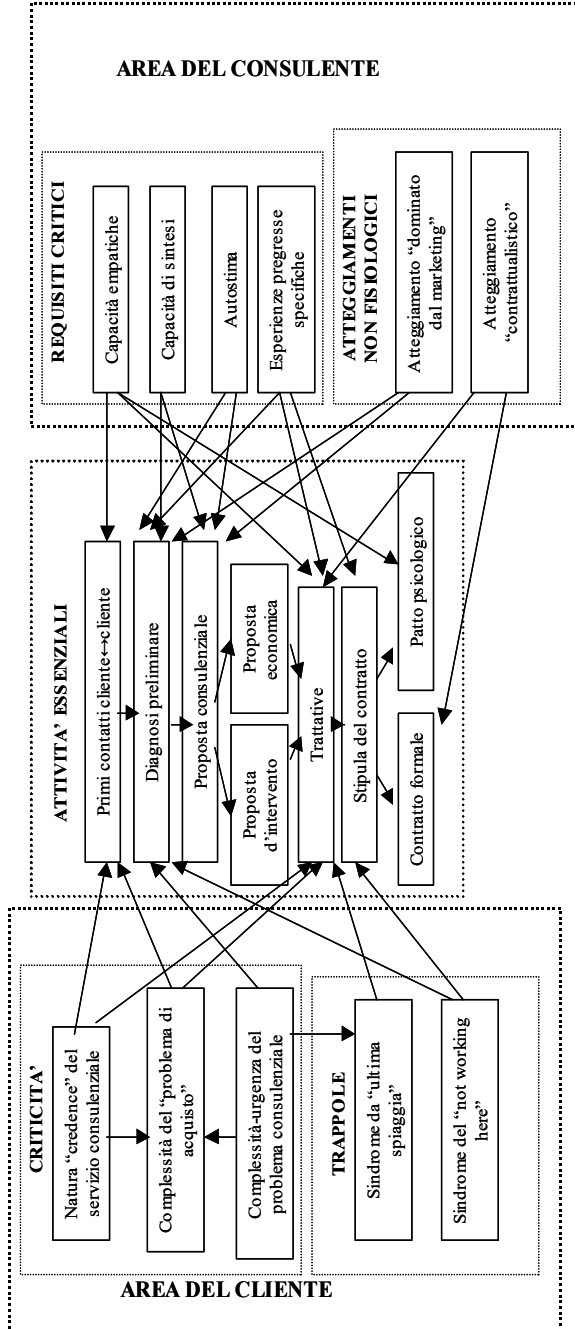 AREA DEL CONSULENTE
REQUISITI CRITICI
Capacità empatiche
Capacità di sintesi
Autostima
Esperienze pregresse
specifiche
ATTEGGIAMENTI
NON FISIOLOGICI
Atteggiamento “dominato
dal marketing”
Atteggiamento
“contrattualistico”
ATTIVITA’ ESSENZIALI
Primi contatti cliente↔cliente
Diagnosi preliminare
Proposta consulenziale
Proposta
d’intervento
Proposta
economica
Trattative
Stipula del contratto
Contratto formale
Patto psicologico
CRITICITA’
Natura “credence” del
servizio consulenziale
Complessità del “problema di
acquisto”
Complessità-urgenza del
problema consulenziale
TRAPPOLE
Sindrome da “ultima
spiaggia”
Sindrome del “not working
here”
AREA DEL CLIENTE